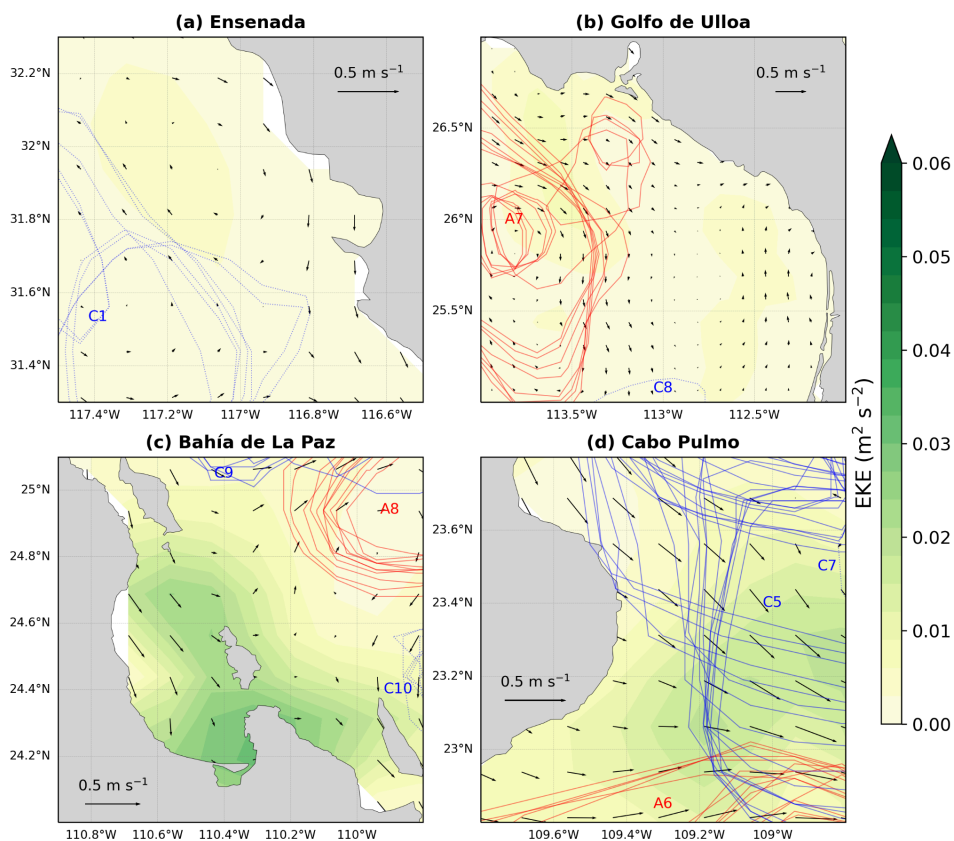 (a) Ensenada
(b) Golfo de Ulloa
32.2°N
32°N
31.8°N
31.6°N
31.4°N
0.5 m s⁻¹
C1
117.4°W 117.2°W 117°W 116.8°W 116.6°W
26.5°N
26°N
25.5°N
0.5 m s⁻¹
A7
C8
113.5°W 113°W 112.5°W
(c) Bahía de La Paz
(d) Cabo Pulmo
25°N
24.8°N
24.6°N
24.4°N
24.2°N
C9
A8
C10
0.5 m s⁻¹
110.8°W 110.6°W 110.4°W 110.2°W 110°W
23.6°N
23.4°N
23.2°N
23°N
C7
C5
0.5 m s⁻¹
A6
109.6°W 109.4°W 109.2°W 109°W
0.06
0.05
0.04
0.03
0.02
0.01
0.00
EKE (m² s⁻²)